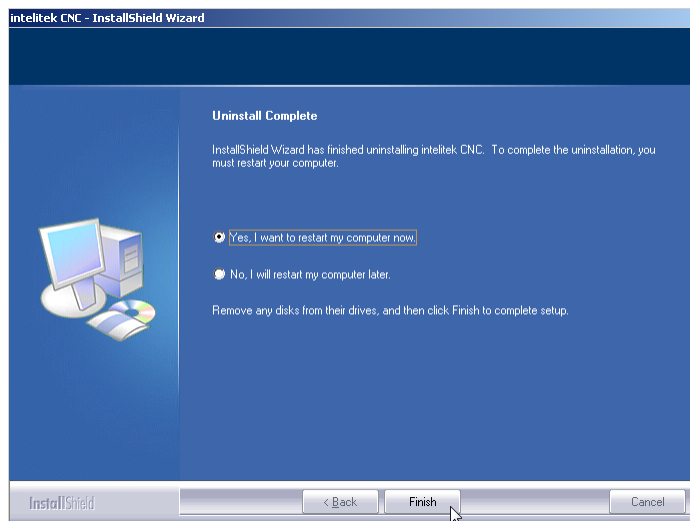 intelitek CNC - InstallShield Wizard
Uninstall Complete
InstallShield Wizard has finished uninstalling intelitek CNC. To complete the uninstallation, you
must restart your computer.
Yes, I want to restart my computer now.
No, I will restart my computer later.
Remove any disks from their drives, and then click Finish to complete setup.
InstallShield
< Back
Finish
Cancel